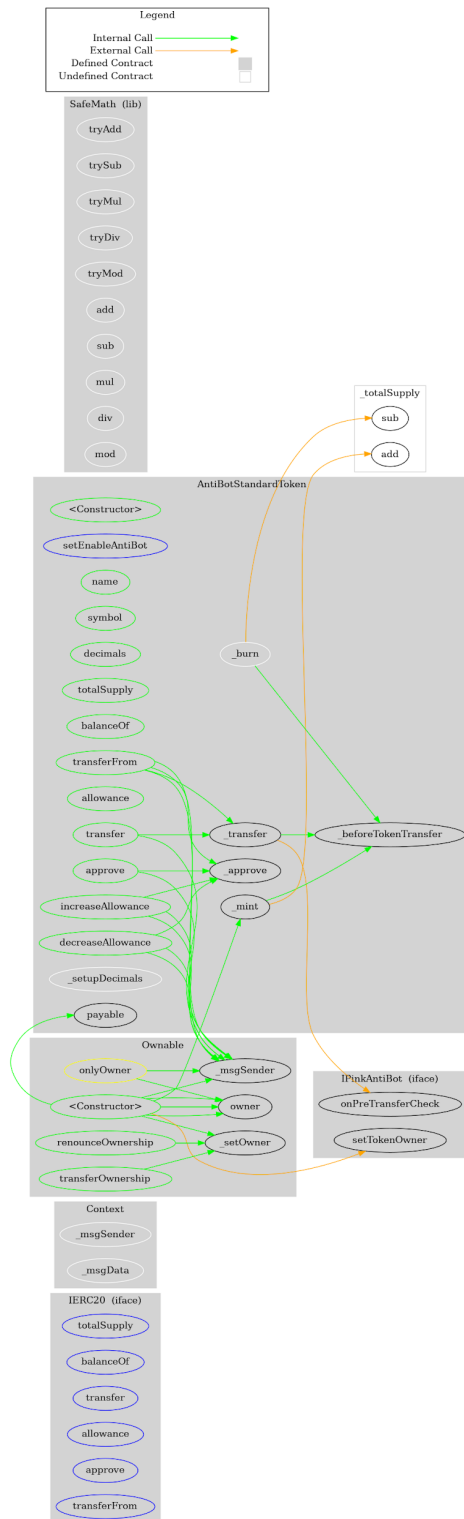 Legend
Internal Call
External Call
Defined Contract
Undefined Contract
SafeMath (lib)
tryAdd
trySub
tryMul
tryDiv
tryMod
add
sub
mul
div
mod
_totalSupply
sub
add
AntiBotStandardToken
<Constructor>
setEnableAntiBot
name
symbol
decimals
_burn
totalSupply
balanceOf
transferFrom
allowance
transfer
_transfer
_beforeTokenTransfer
approve
_approve
increaseAllowance
_mint
decreaseAllowance
_setupDecimals
payable
Ownable
onlyOwner
_msgSender
<Constructor>
owner
renounceOwnership
_setOwner
transferOwnership
IPinkAntiBot (iface)
onPreTransferCheck
setTokenOwner
Context
_msgSender
_msgData
IERC20 (iface)
totalSupply
balanceOf
transfer
allowance
approve
transferFrom